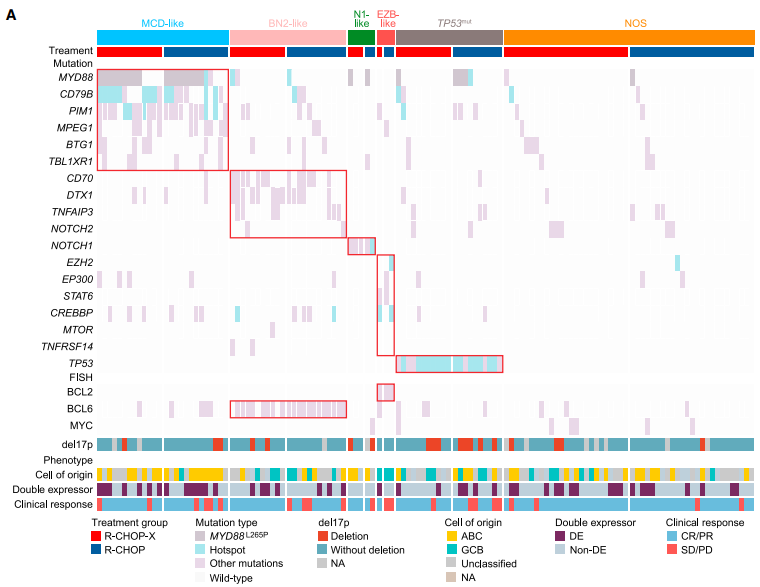 A
MCD-like
BN2-like
N1-
like
EZB-
like
TP53mut
NOS
Treament
Mutation
MYD88
CD79B
PIM1
MPEG1
BTG1
TBL1XR1
CD70
DTX1
TNFAIP3
NOTCH2
NOTCH1
EZH2
EP300
STAT6
CREBBP
MTOR
TNFRSF14
TP53
FISH
BCL2
BCL6
MYC
del17p
Phenotype
Cell of origin
Double expressor
Clinical response
Treatment group
R-CHOP-X
R-CHOP
Mutation type
MYD88L265P
Hotspot
Other mutations
Wild-type
del17p
Deletion
Without deletion
NA
Cell of origin
ABC
GCB
Unclassified
NA
Double expressor
DE
Non-DE
Clinical response
CR/PR
SD/PD